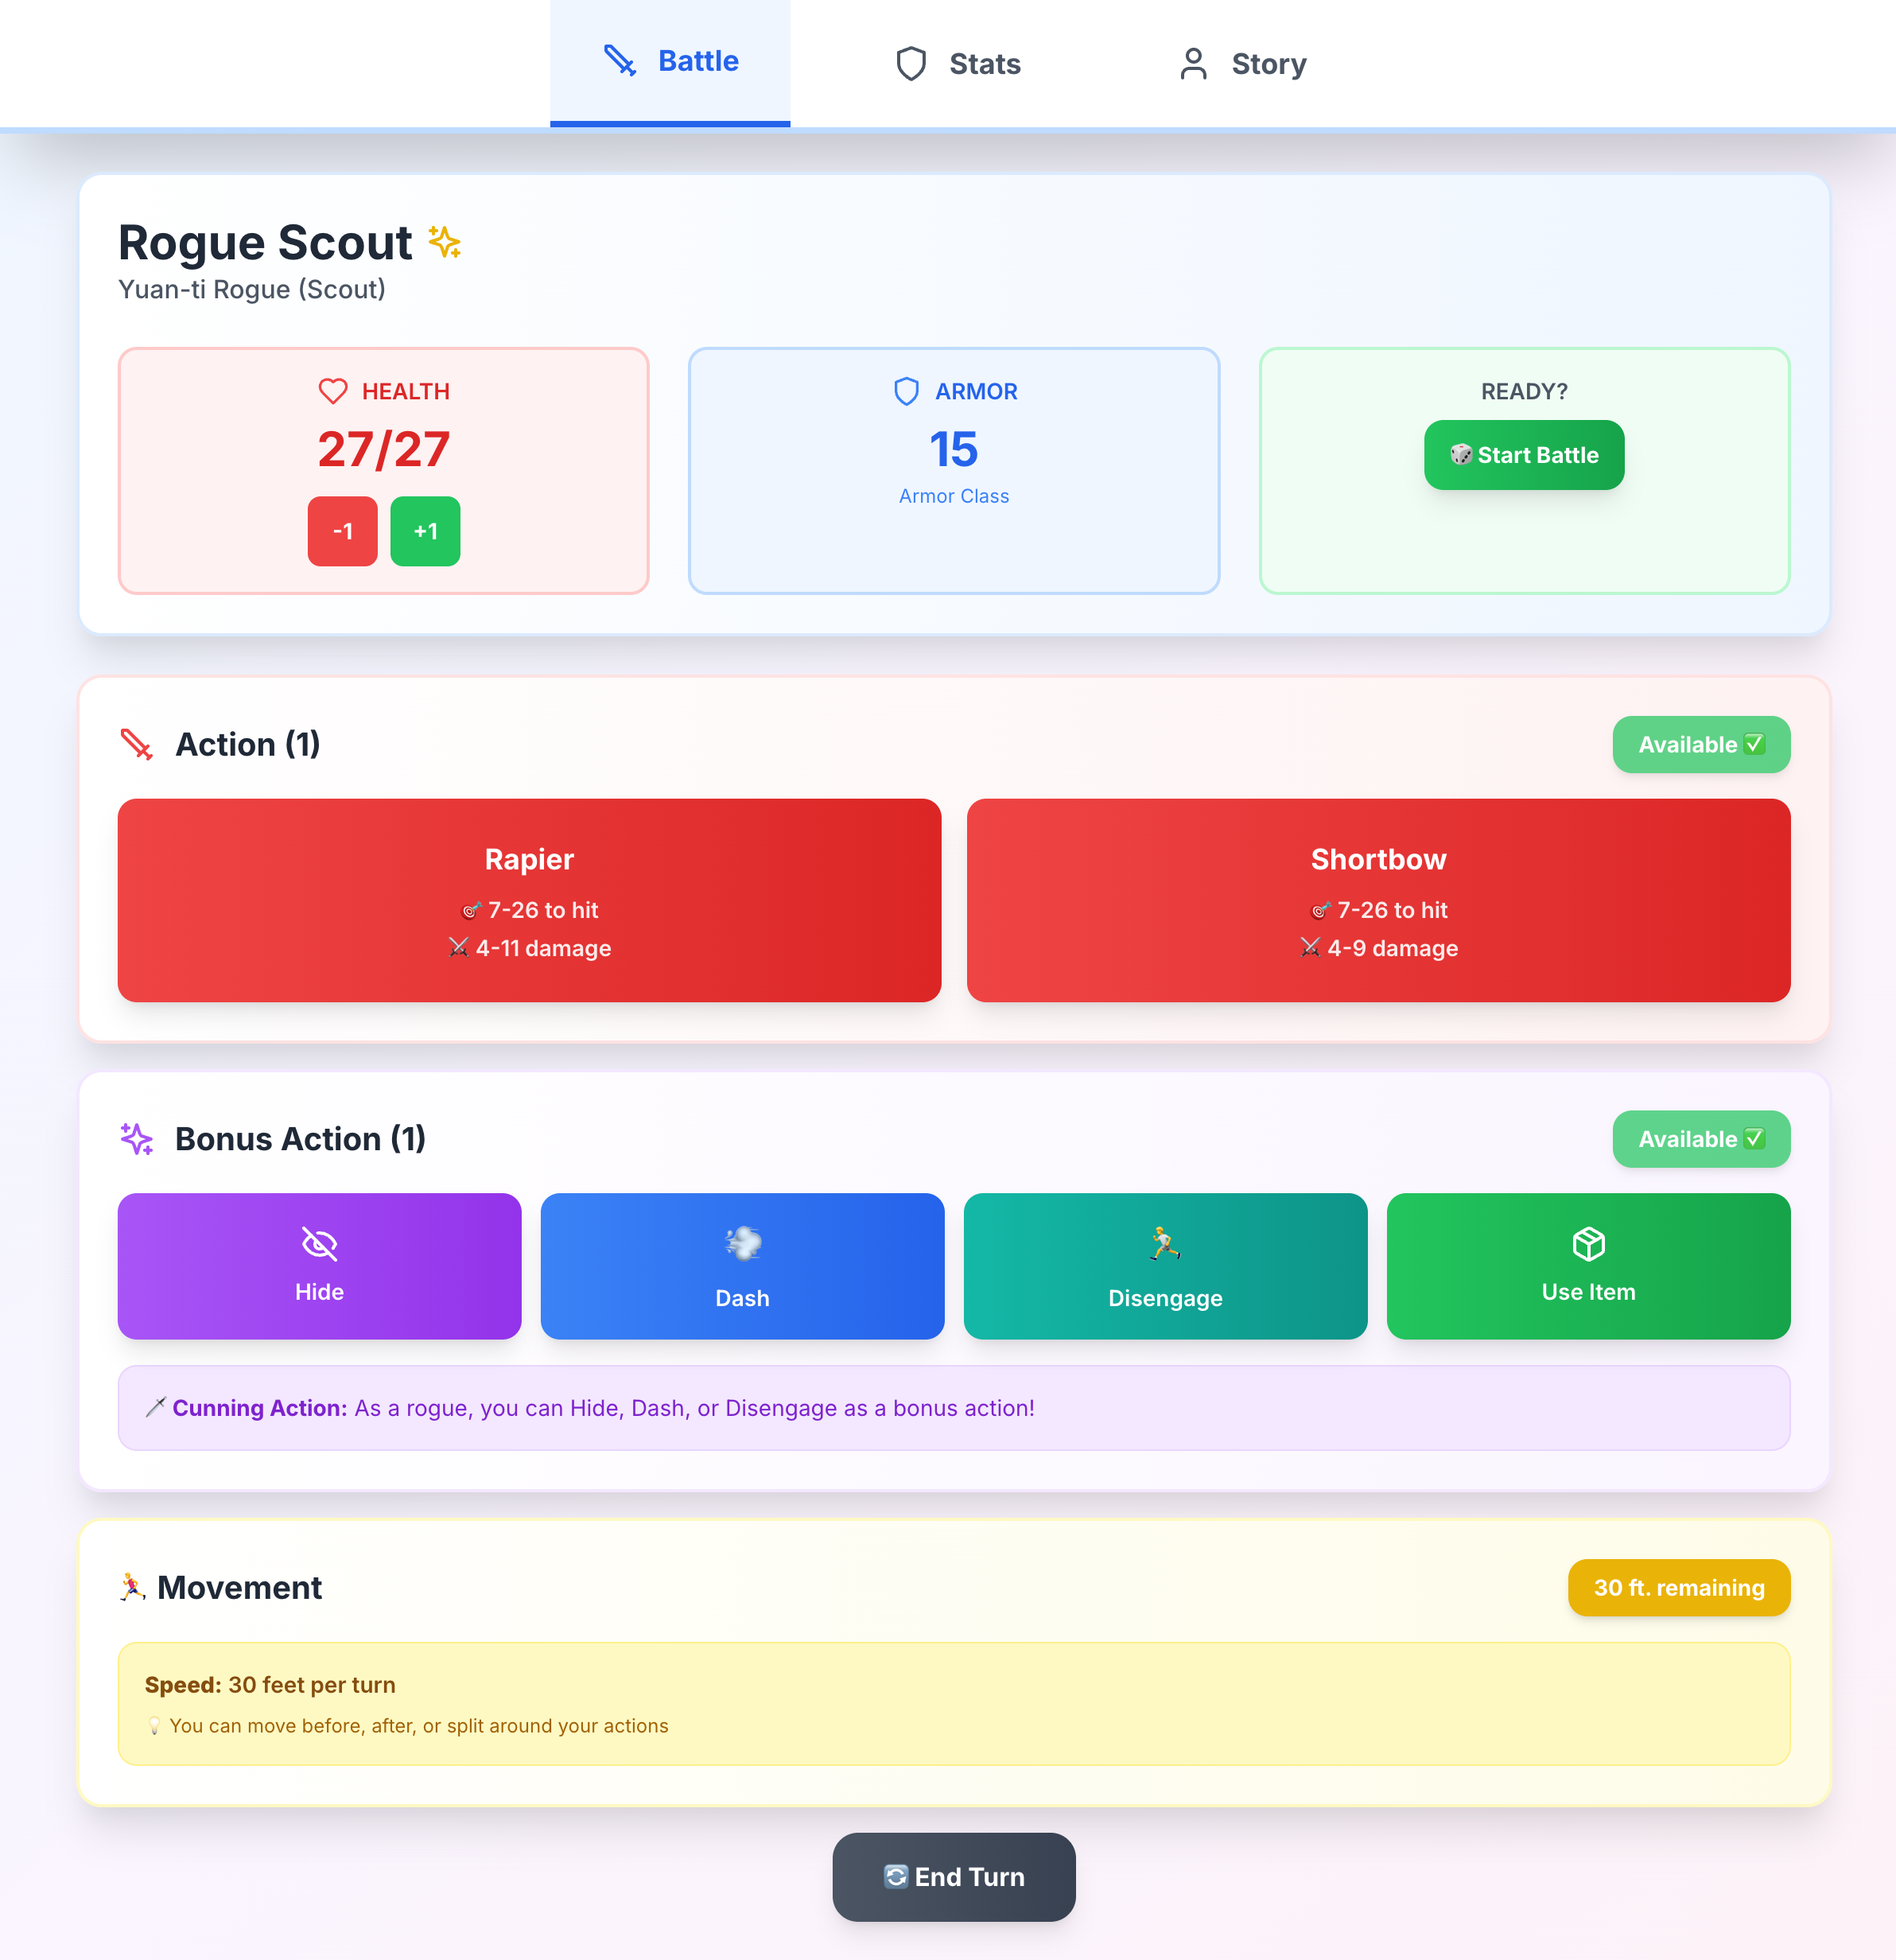 Battle
Stats
Story
Rogue Scout
Yuan-ti Rogue (Scout)
HEALTH
27/27
-1
+1
ARMOR
15
Armor Class
READY?
🎲 Start Battle
Action (1)
Available ✅
Rapier
🎯 7-26 to hit
⚔️ 4-11 damage
Shortbow
🎯 7-26 to hit
⚔️ 4-9 damage
Bonus Action (1)
Available ✅
Hide
💨
Dash
🏃
Disengage
Use Item
🗡️ Cunning Action: As a rogue, you can Hide, Dash, or Disengage as a bonus action!
🏃‍♀️ Movement
30 ft. remaining
Speed: 30 feet per turn
💡 You can move before, after, or split around your actions
🔄 End Turn